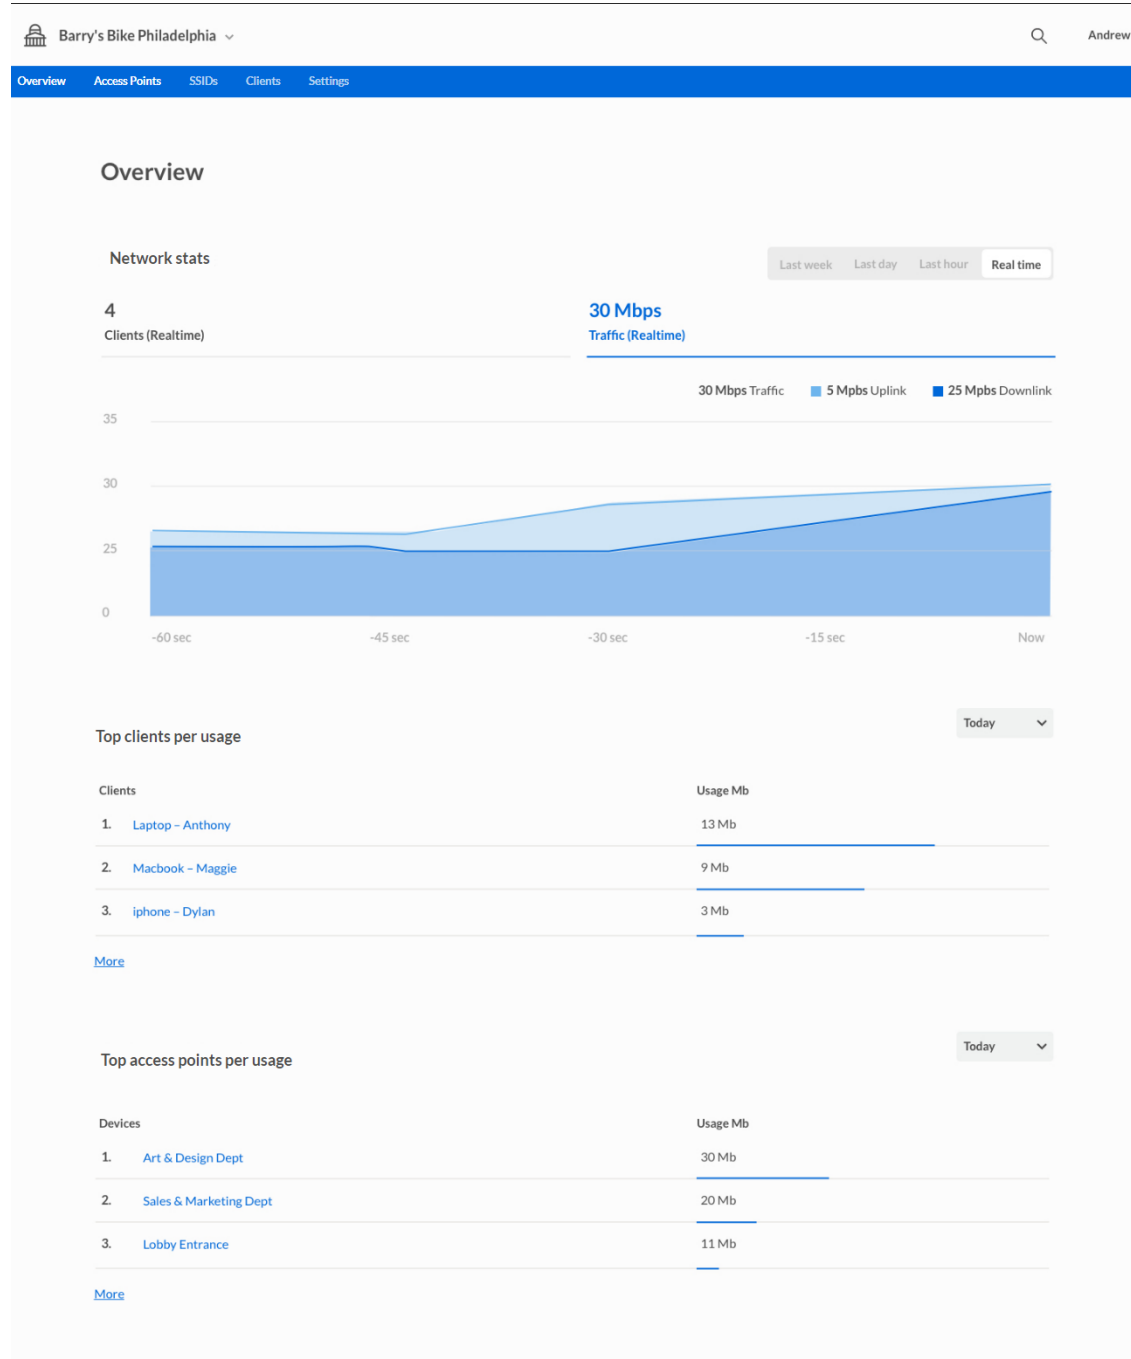 Barry's Bike Philadelphia
Andrew
Overview Access Points SSIDs Clients Settings
Overview
Network stats
Last week Last day Last hour Real time
4
Clients (Realtime)
30 Mbps
Traffic (Realtime)
30 Mbps Traffic 5 Mpbs Uplink 25 Mpbs Downlink
35
30
25
0
-60 sec -45 sec -30 sec -15 sec Now
Top clients per usage
Today
Clients Usage Mb
1. Laptop – Anthony 13 Mb
2. Macbook – Maggie 9 Mb
3. iphone – Dylan 3 Mb
More
Top access points per usage
Today
Devices Usage Mb
1. Art & Design Dept 30 Mb
2. Sales & Marketing Dept 20 Mb
3. Lobby Entrance 11 Mb
More